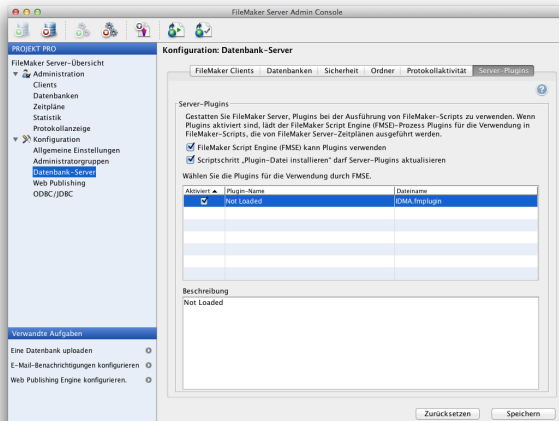 FileMaker Server Admin Console
PROJEKT PRO
FileMaker Server-Übersicht
Administration
Clients
Datenbanken
Zeitpläne
Statistik
Protokollanzeige
Konfiguration
Allgemeine Einstellungen
Administratorgruppen
Datenbank-Server
Web Publishing
ODBC/JDBC
Verwandte Aufgaben
Eine Datenbank uploaden
E-Mail-Benachrichtigungen konfigurieren
Web Publishing Engine konfigurieren.
Konfiguration: Datenbank-Server
FileMaker Clients Datenbanken Sicherheit Ordner Protokollaktivität Server-Plugins
?
Server-Plugins
Gestatten Sie FileMaker Server, Plugins bei der Ausführung von FileMaker-Scripts zu verwenden. Wenn
Plugins aktiviert sind, lädt der FileMaker Script Engine (FMSE)-Prozess Plugins für die Verwendung in
FileMaker-Scripts, die von FileMaker Server-Zeitplänen ausgeführt werden.
FileMaker Script Engine (FMSE) kann Plugins verwenden
Scriptschritt „Plugin-Datei installieren" darf Server-Plugins aktualisieren
Wählen Sie die Plugins für die Verwendung durch FMSE.
Aktiviert Plugin-Name Dateiname
Not Loaded IDMA.fmplugin
Beschreibung
Not Loaded
Zurücksetzen Speichern